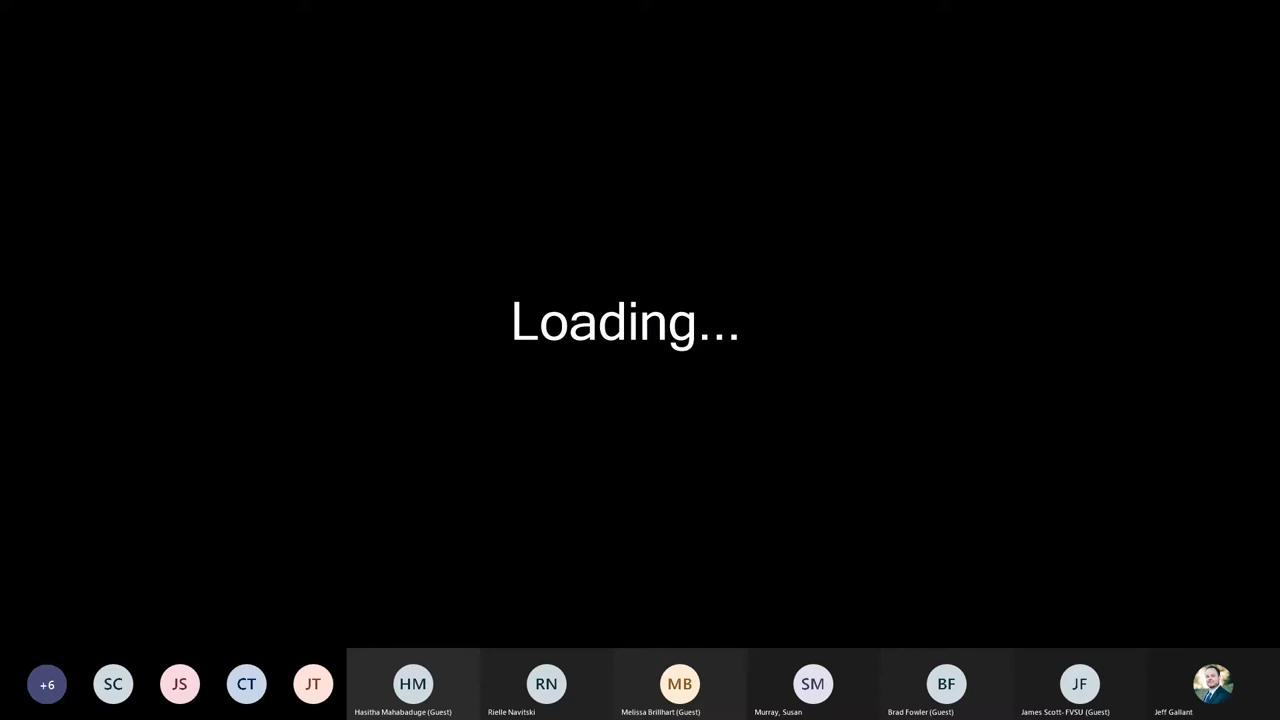 Loading...
+6
SC
JS
CT
JT
HM
RN
MB
SM
BF
JF
Hasitha Mahabaduge (Guest)
Rielle Navitski
Melissa Brillhart (Guest)
Murray, Susan
Brad Fowler (Guest)
James Scott- FVSU (Guest)
Jeff Gallant